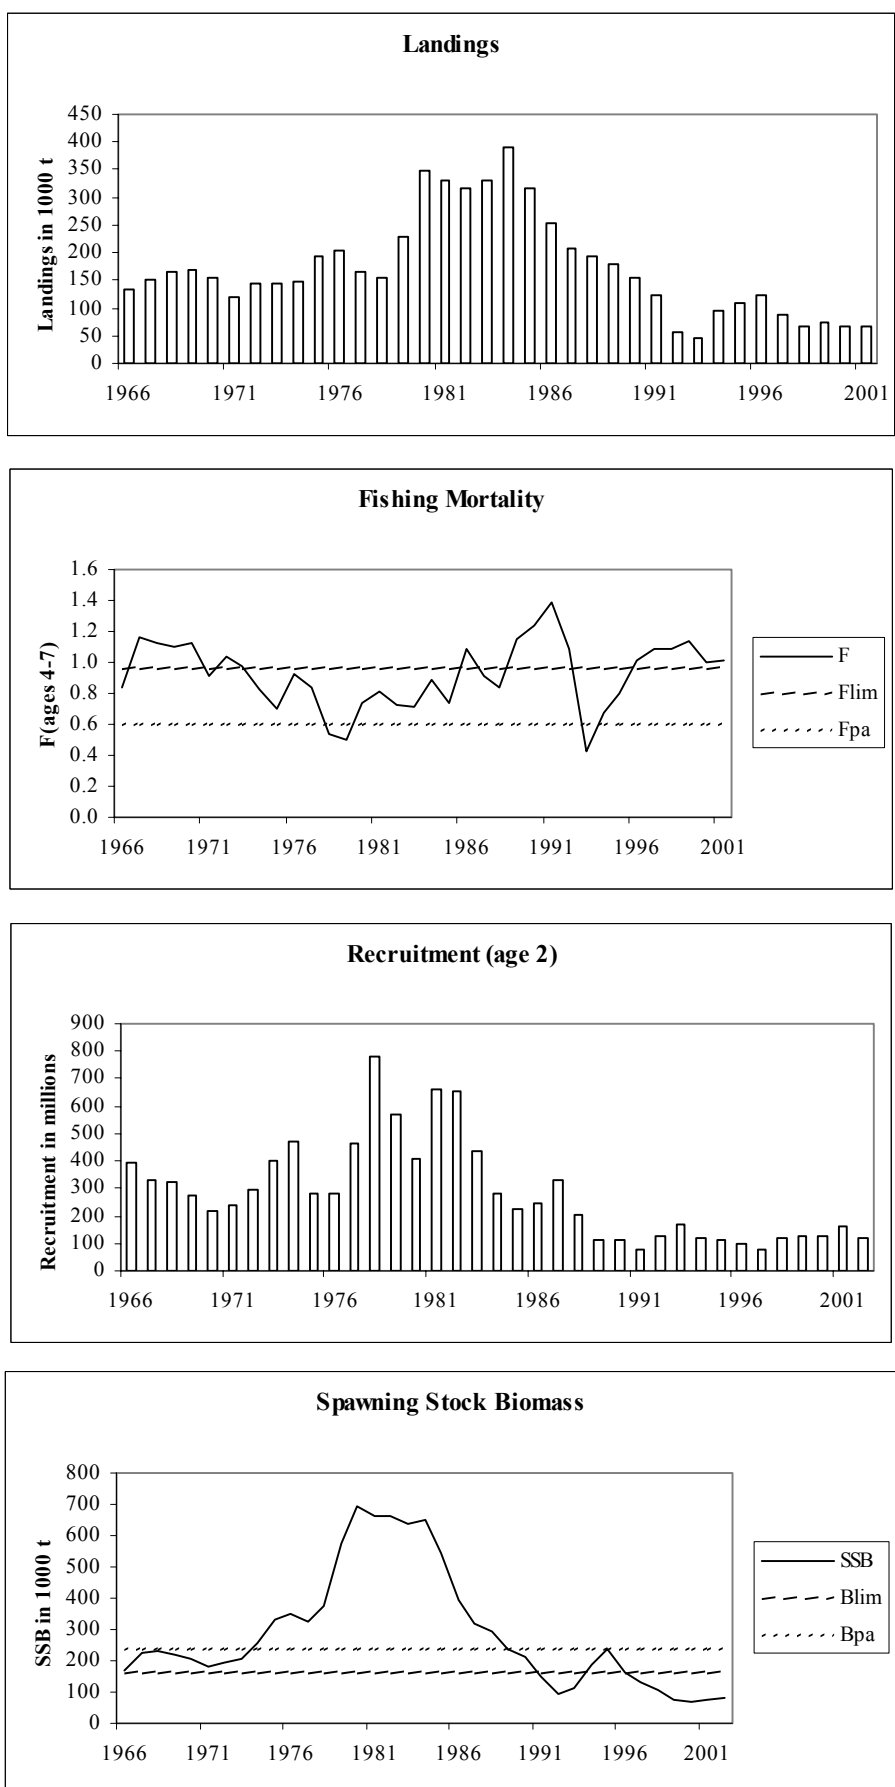 Landings
Landings in 1000 t
450
400
350
300
250
200
150
100
50
0
1966 1971 1976 1981 1986 1991 1996 2001
Fishing Mortality
F(ages 4-7)
1.6
1.4
1.2
1.0
0.8
0.6
0.4
0.2
0.0
1966 1971 1976 1981 1986 1991 1996 2001
F
Flim
Fpa
Recruitment (age 2)
Recruitment in millions
900
800
700
600
500
400
300
200
100
0
1966 1971 1976 1981 1986 1991 1996 2001
Spawning Stock Biomass
SSB in 1000 t
800
700
600
500
400
300
200
100
0
1966 1971 1976 1981 1986 1991 1996 2001
SSB
Blim
Bpa